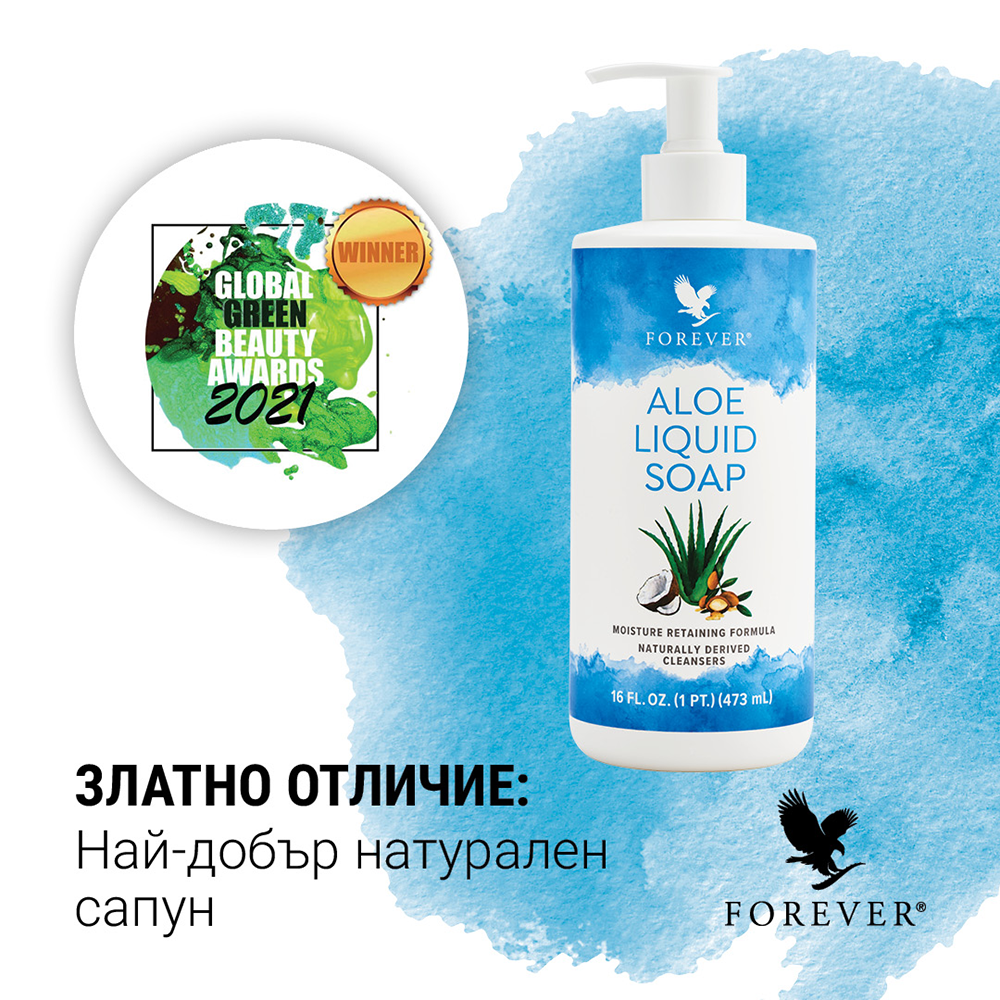 WINNER
GLOBAL
GREEN
BEAUTY
AWARDS
2021
FOREVER®
ALOE
LIQUID
SOAP
MOISTURE RETAINING FORMULA
NATURALLY DERIVED
CLEANSERS
16 FL. OZ. (1 PT.) (473 mL)
ЗЛАТНО ОТЛИЧИЕ:
Най-добър натурален
сапун
FOREVER®